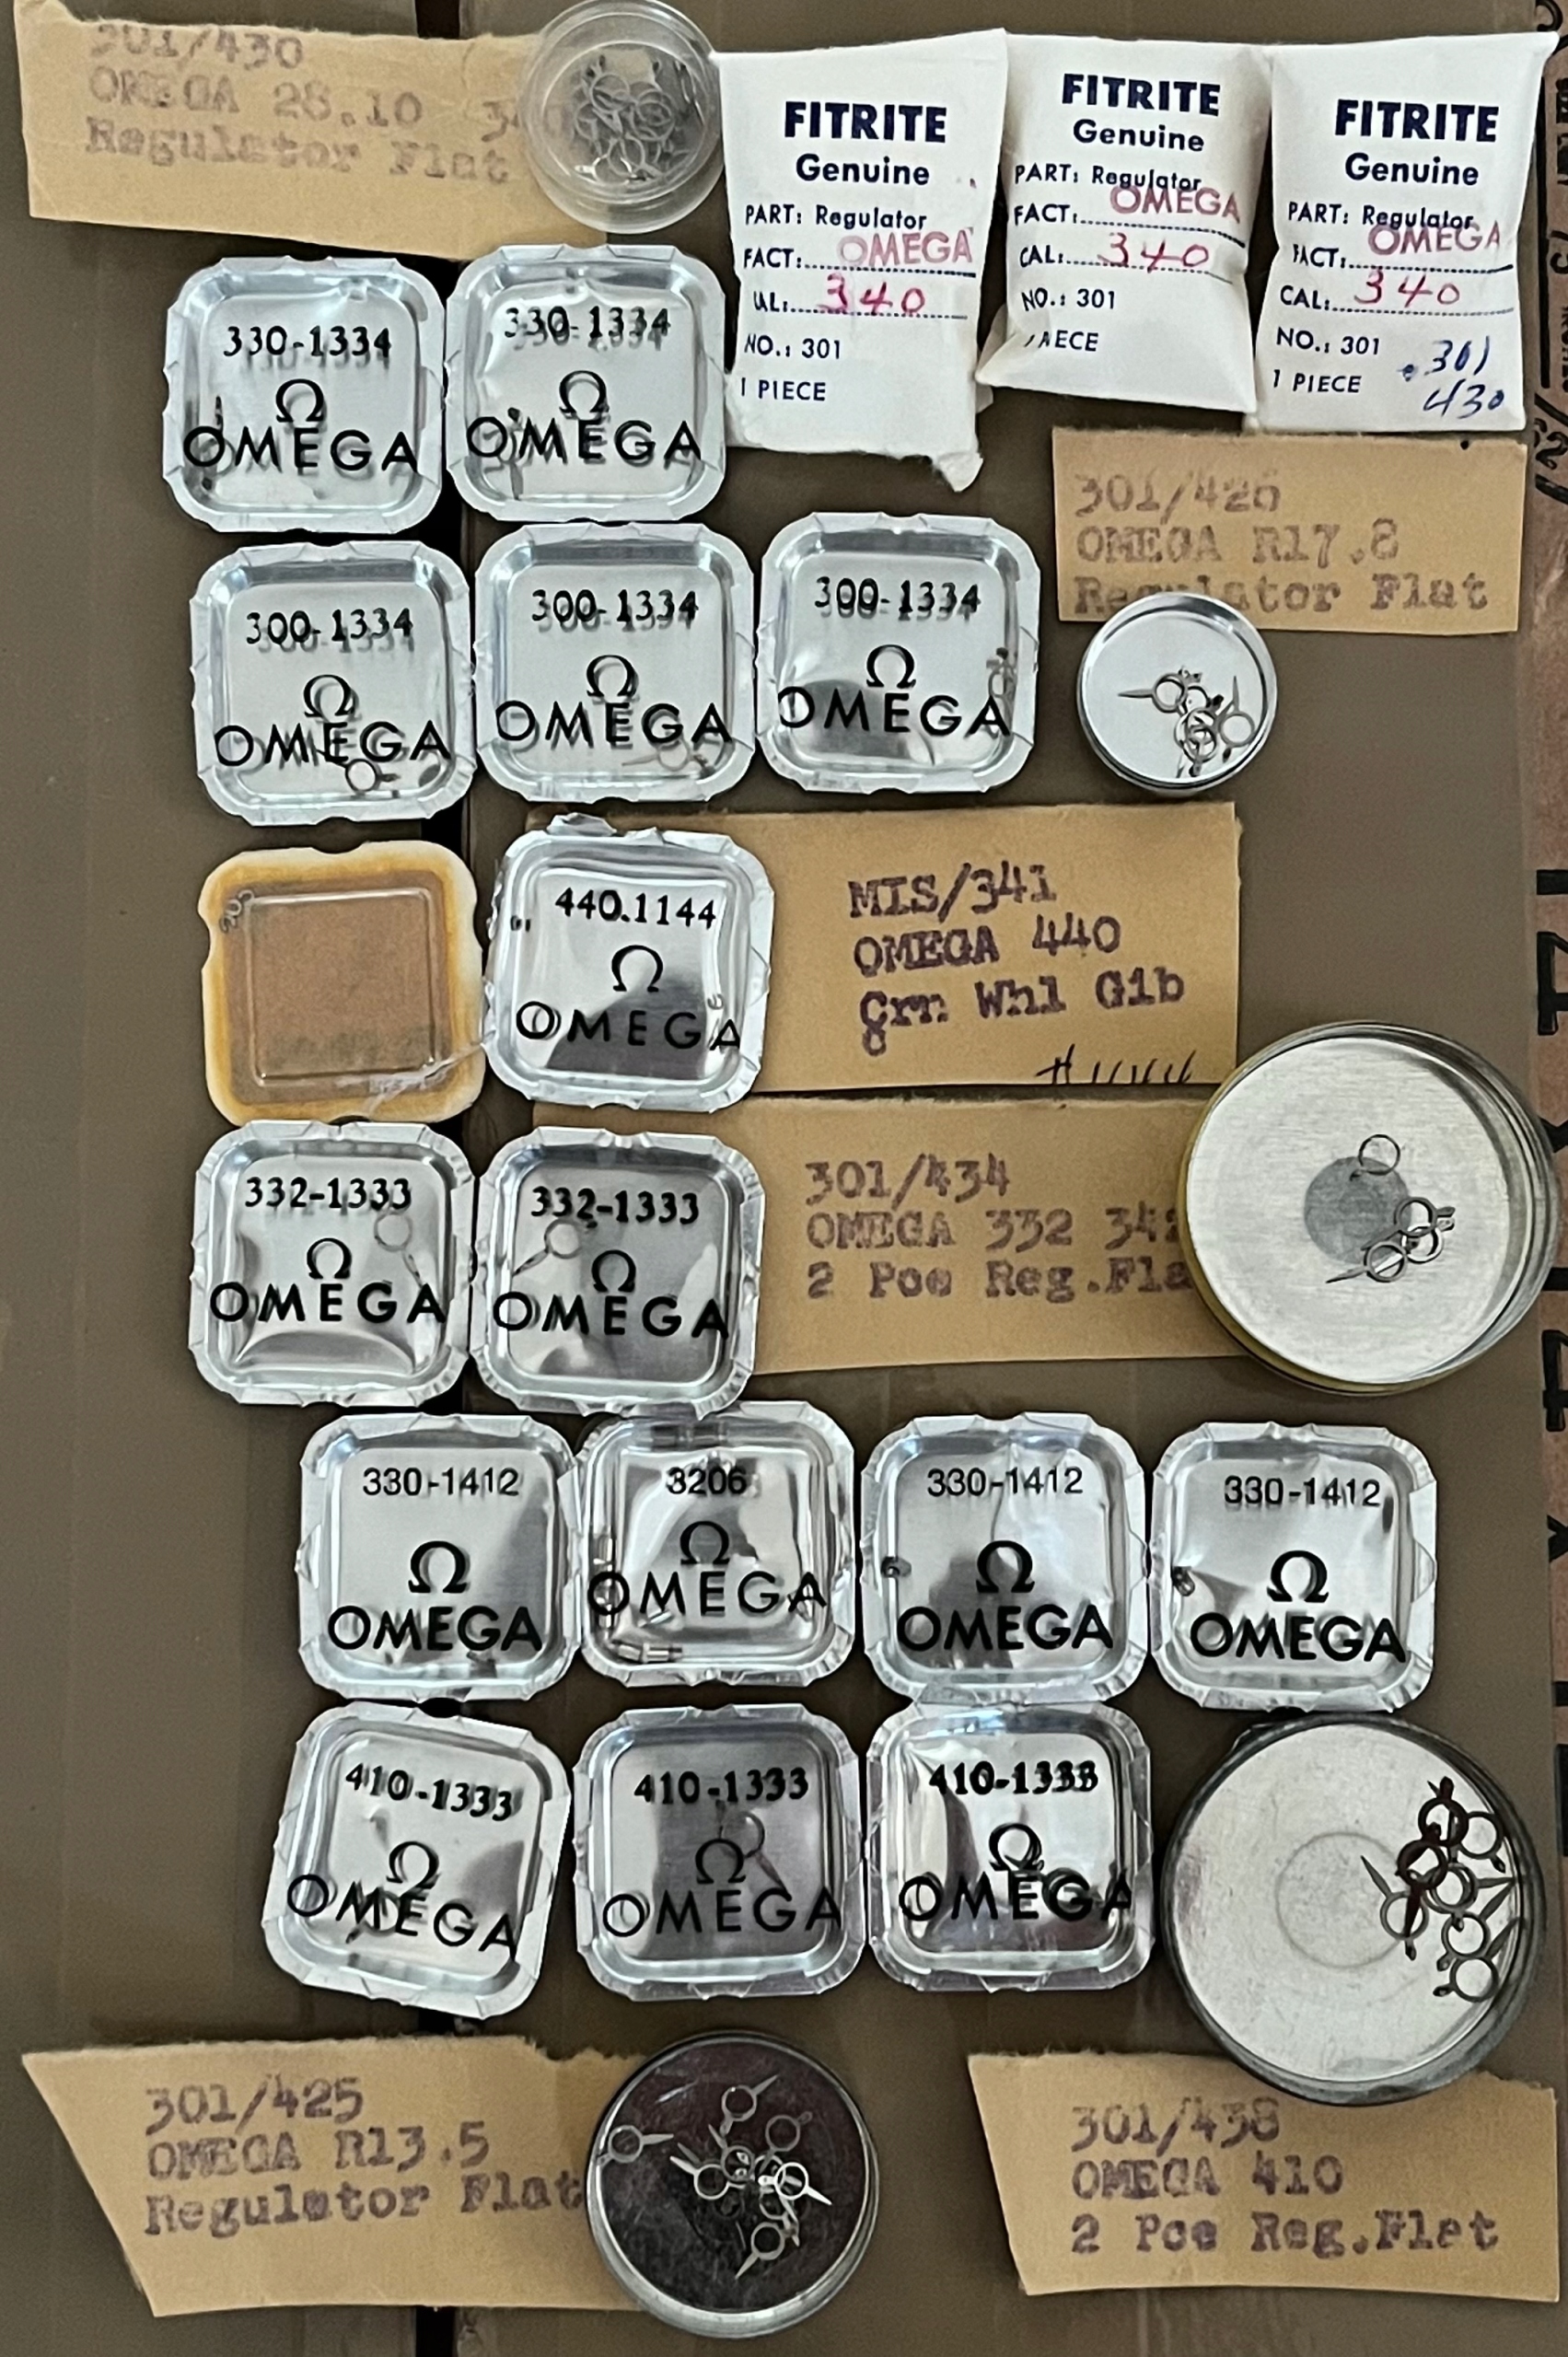 301/430
OMEGA 28.10
Regulator Flat
FITRITE
Genuine
PART: Regulator
FACT: OMEGA
CAL: 340
NO.: 301
1 PIECE
FITRITE
Genuine
PART: Regulator
FACT: OMEGA
CAL: 340
NO.: 301
FITRITE
Genuine
PART: Regulator
FACT: OMEGA
CAL: 340
NO.: 301
1 PIECE
301
430
330-1334
Ω
OMEGA
330-1334
Ω
OMEGA
301/426
OMEGA R17.8
Regulator Flat
300-1334
Ω
OMEGA
300-1334
Ω
OMEGA
300-1334
Ω
OMEGA
440.1144
Ω
OMEGA
MIS/341
OMEGA 440
Crn Whl Gib
8
332-1333
Ω
OMEGA
332-1333
Ω
OMEGA
301/434
OMEGA 332
2 Pce Reg.Fla
330-1412
Ω
OMEGA
3206
Ω
OMEGA
330-1412
Ω
OMEGA
330-1412
Ω
OMEGA
410-1333
Ω
OMEGA
410-1333
Ω
OMEGA
410-1333
Ω
OMEGA
301/425
OMEGA R13.5
Regulator Flat
301/438
OMEGA 410
2 Pce Reg.Flat